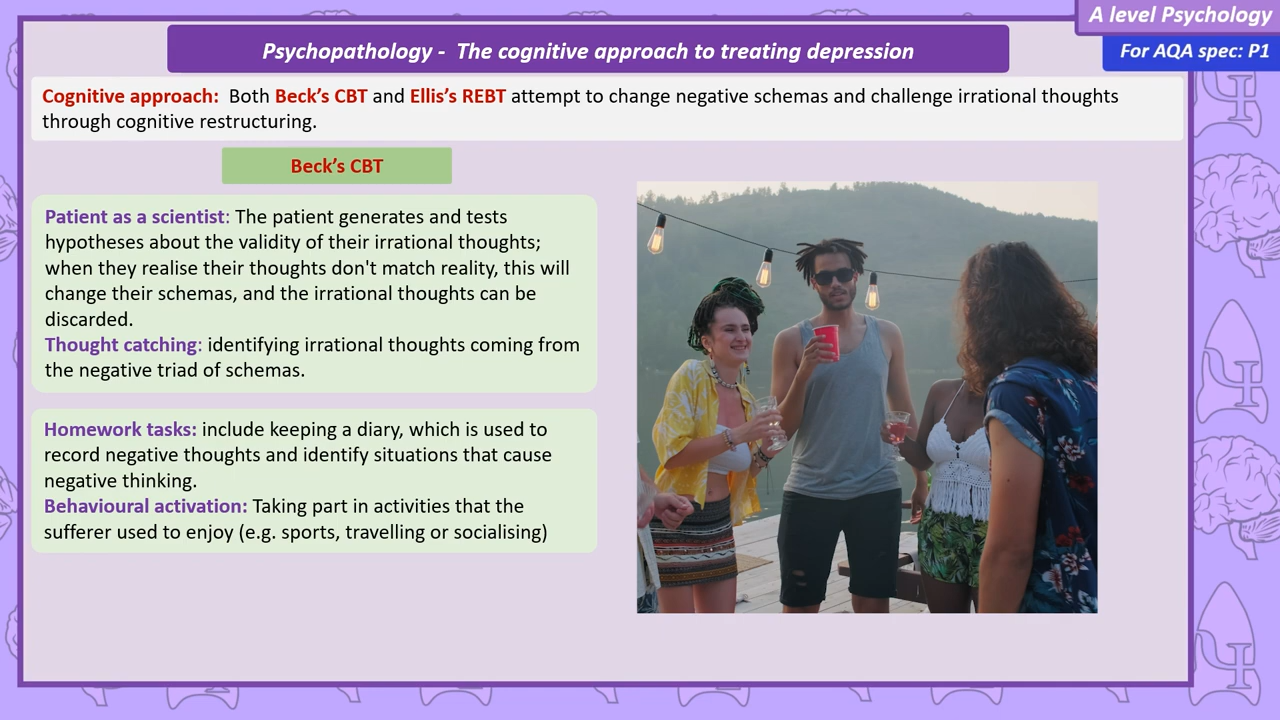 A level Psychology
For AQA spec: P1
Psychopathology - The cognitive approach to treating depression
Cognitive approach: Both Beck’s CBT and Ellis’s REBT attempt to change negative schemas and challenge irrational thoughts
through cognitive restructuring.
Beck’s CBT
Patient as a scientist: The patient generates and tests
hypotheses about the validity of their irrational thoughts;
when they realise their thoughts don't match reality, this will
change their schemas, and the irrational thoughts can be
discarded.
Thought catching: identifying irrational thoughts coming from
the negative triad of schemas.
Homework tasks: include keeping a diary, which is used to
record negative thoughts and identify situations that cause
negative thinking.
Behavioural activation: Taking part in activities that the
sufferer used to enjoy (e.g. sports, travelling or socialising)